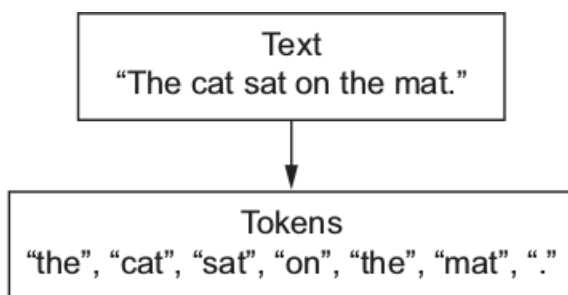 Text
“The cat sat on the mat.”
Tokens
“the”, “cat”, “sat”, “on”, “the”, “mat”, “.”